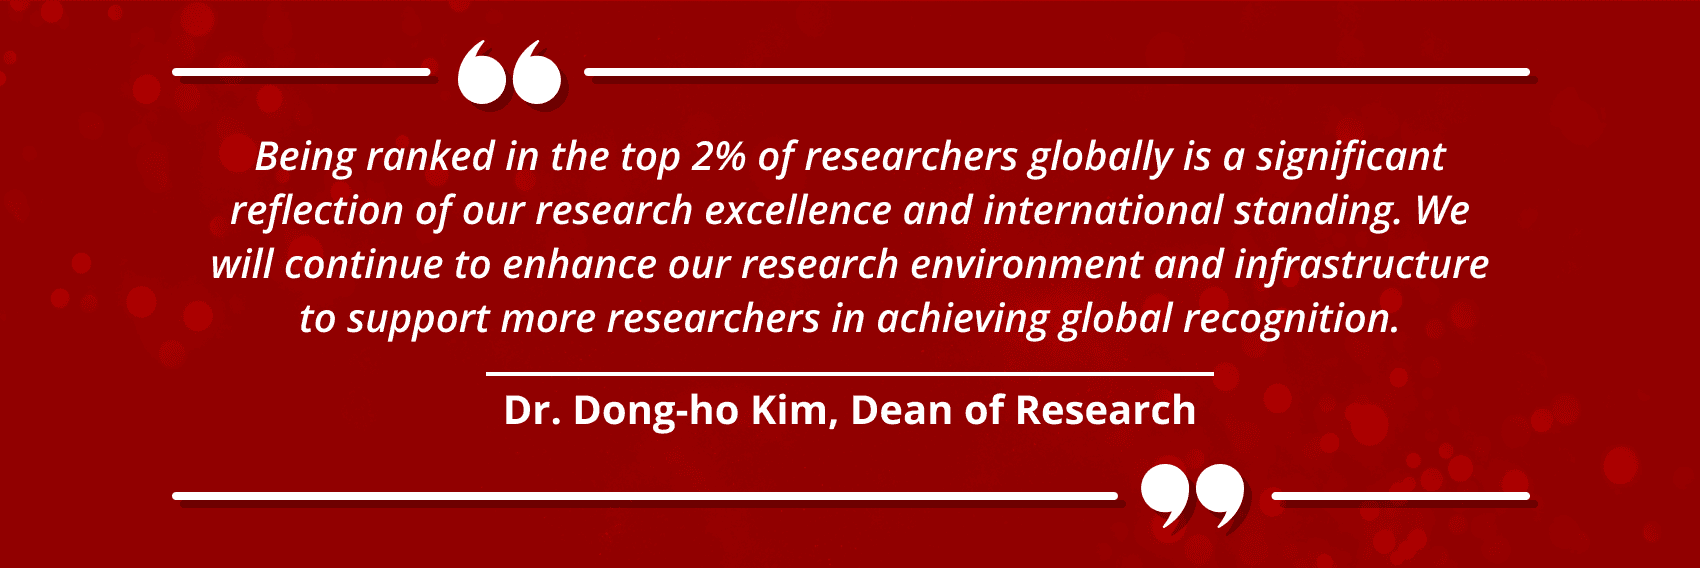 Being ranked in the top 2% of researchers globally is a significant
reflection of our research excellence and international standing. We
will continue to enhance our research environment and infrastructure
to support more researchers in achieving global recognition.
Dr. Dong-ho Kim, Dean of Research